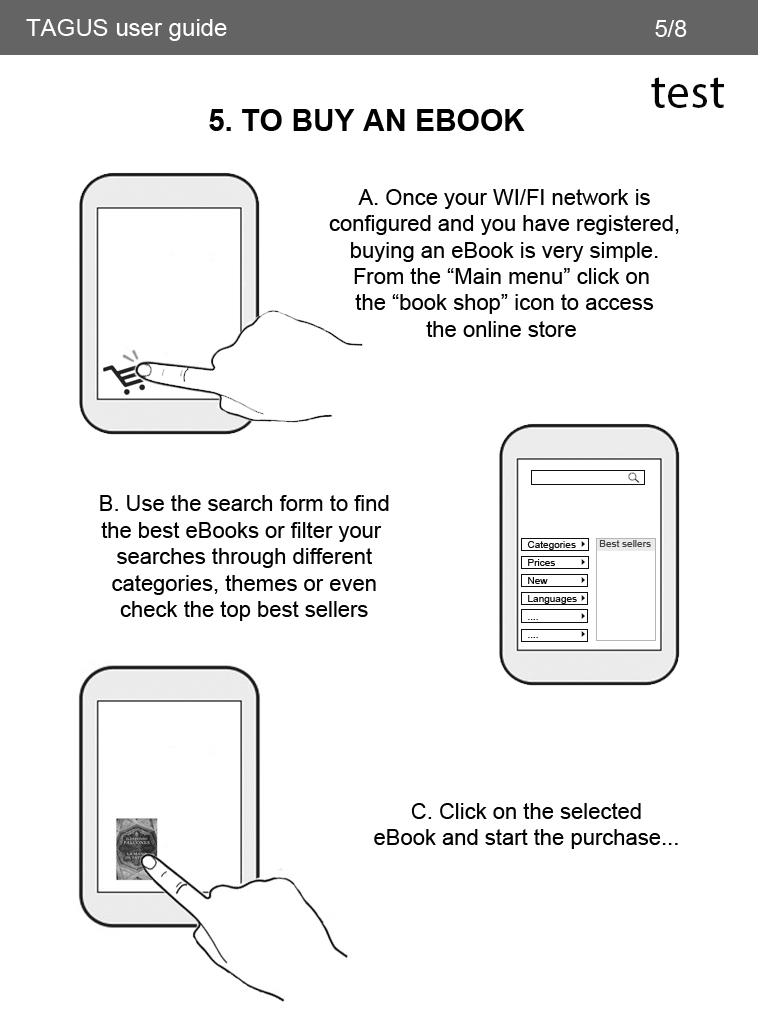 TAGUS user guide
5/8
test
5. TO BUY AN EBOOK
A. Once your WI/FI network is
configured and you have registered,
buying an eBook is very simple.
From the “Main menu” click on
the “book shop” icon to access
the online store
B. Use the search form to find
the best eBooks or filter your
searches through different
categories, themes or even
check the top best sellers
Categories
Prices
New
Languages
....
....
Best sellers
FALCONES
C. Click on the selected
eBook and start the purchase...